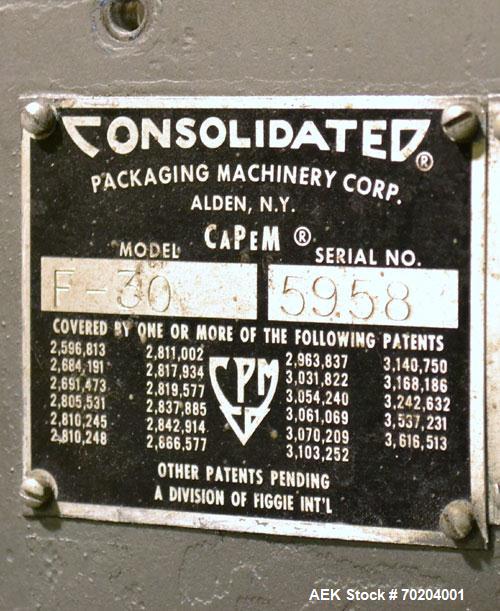 CONSOLIDATED®
PACKAGING MACHINERY CORP.
ALDEN, N.Y.
CAPEM ®
MODEL SERIAL NO.
F-30 5958
COVERED BY ONE OR MORE OF THE FOLLOWING PATENTS
2,596,813 2,811,002 2,963,837 3,140,750
2,684,191 2,817,934 3,031,822 3,168,186
2,691,473 2,819,577 3,054,240 3,242,632
2,805,531 2,837,885 3,061,069 3,537,231
2,810,245 2,842,914 3,070,209 3,616,513
2,810,248 2,866,577 3,103,252
CPM
CO
OTHER PATENTS PENDING
A DIVISION OF FIGGIE INT'L
AEK Stock # 70204001